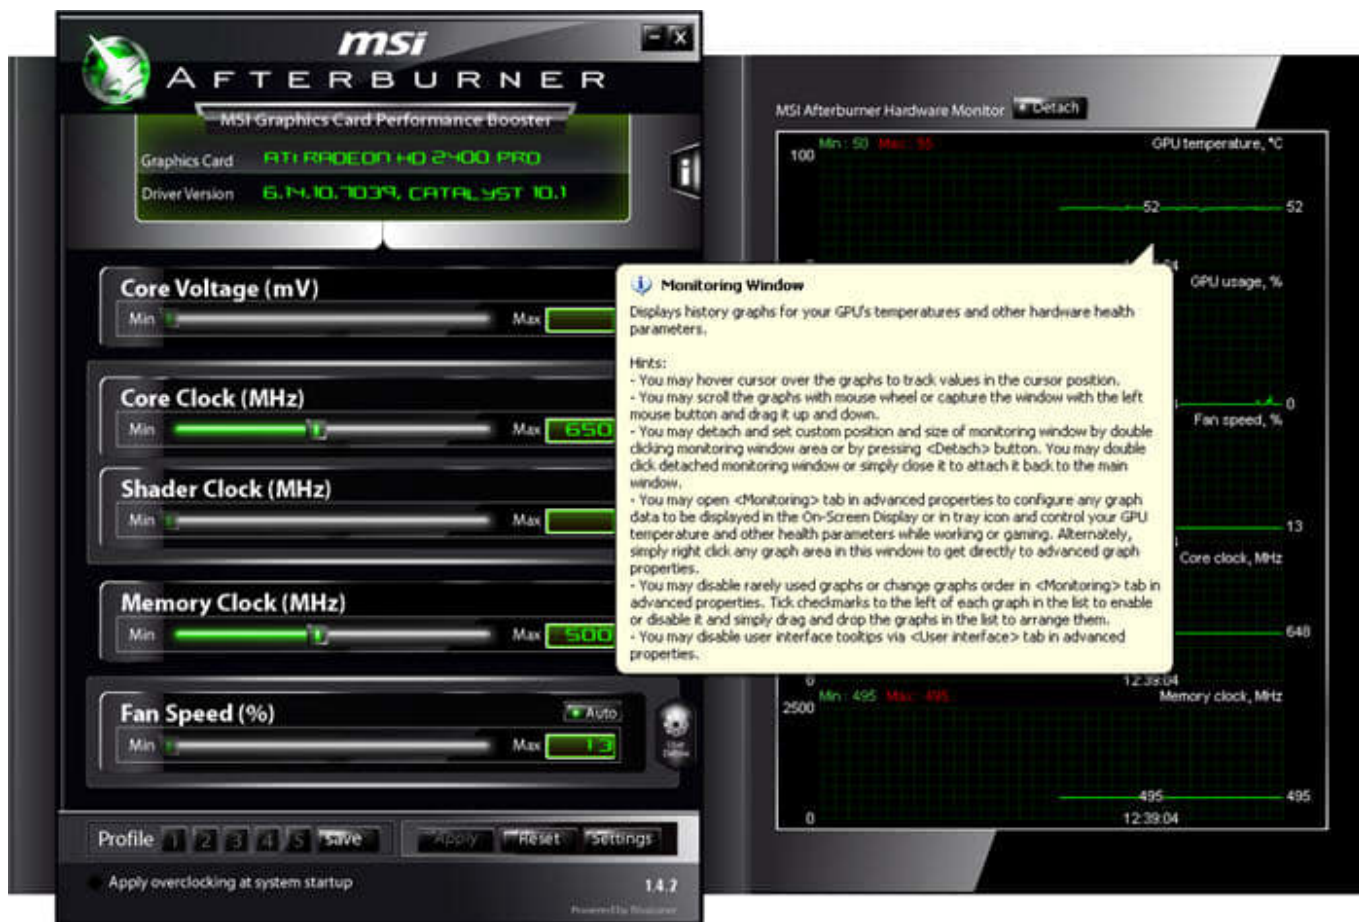 msi
AFTERBURNER
MSI Graphics Card Performance Booster
Graphics Card ATI RADEON HD 2400 PRO
Driver Version 6.14.10.7039, CATALYST 10.1
i
Core Voltage (mV)
Min Max
Core Clock (MHz)
Min Max 650
Shader Clock (MHz)
Min Max
Memory Clock (MHz)
Min Max 500
Fan Speed (%)
Auto
Min Max 13
User Define
Profile 1 2 3 4 5 Save Apply Reset Settings
Apply overclocking at system startup 1.4.2
Powered by Rivatuner
MSI Afterburner Hardware Monitor Detach
Min : 50 Max : 55 GPU temperature, °C
100
52 52
GPU usage, %
0
Fan speed, %
13
Core clock, MHz
648
0 12:39:04
Min : 495 Max : 495 Memory clock, MHz
2500
495 495
0 12:39:04
Monitoring Window
Displays history graphs for your GPU's temperatures and other hardware health
parameters.
Hints:
- You may hover cursor over the graphs to track values in the cursor position.
- You may scroll the graphs with mouse wheel or capture the window with the left
mouse button and drag it up and down.
- You may detach and set custom position and size of monitoring window by double
clicking monitoring window area or by pressing <Detach> button. You may double
click detached monitoring window or simply close it to attach it back to the main
window.
- You may open <Monitoring> tab in advanced properties to configure any graph
data to be displayed in the On-Screen Display or in tray icon and control your GPU
temperature and other health parameters while working or gaming. Alternately,
simply right click any graph area in this window to get directly to advanced graph
properties.
- You may disable rarely used graphs or change graphs order in <Monitoring> tab in
advanced properties. Tick checkmarks to the left of each graph in the list to enable
or disable it and simply drag and drop the graphs in the list to arrange them.
- You may disable user interface tooltips via <User interface> tab in advanced
properties.